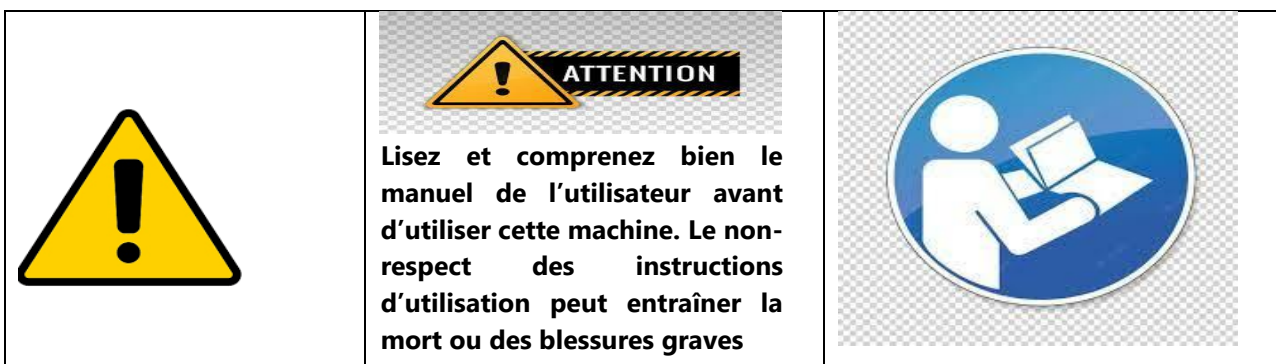 ATTENTION
Lisez et comprenez bien le
manuel de l’utilisateur avant
d’utiliser cette machine. Le non-
respect des instructions
d’utilisation peut entraîner la
mort ou des blessures graves